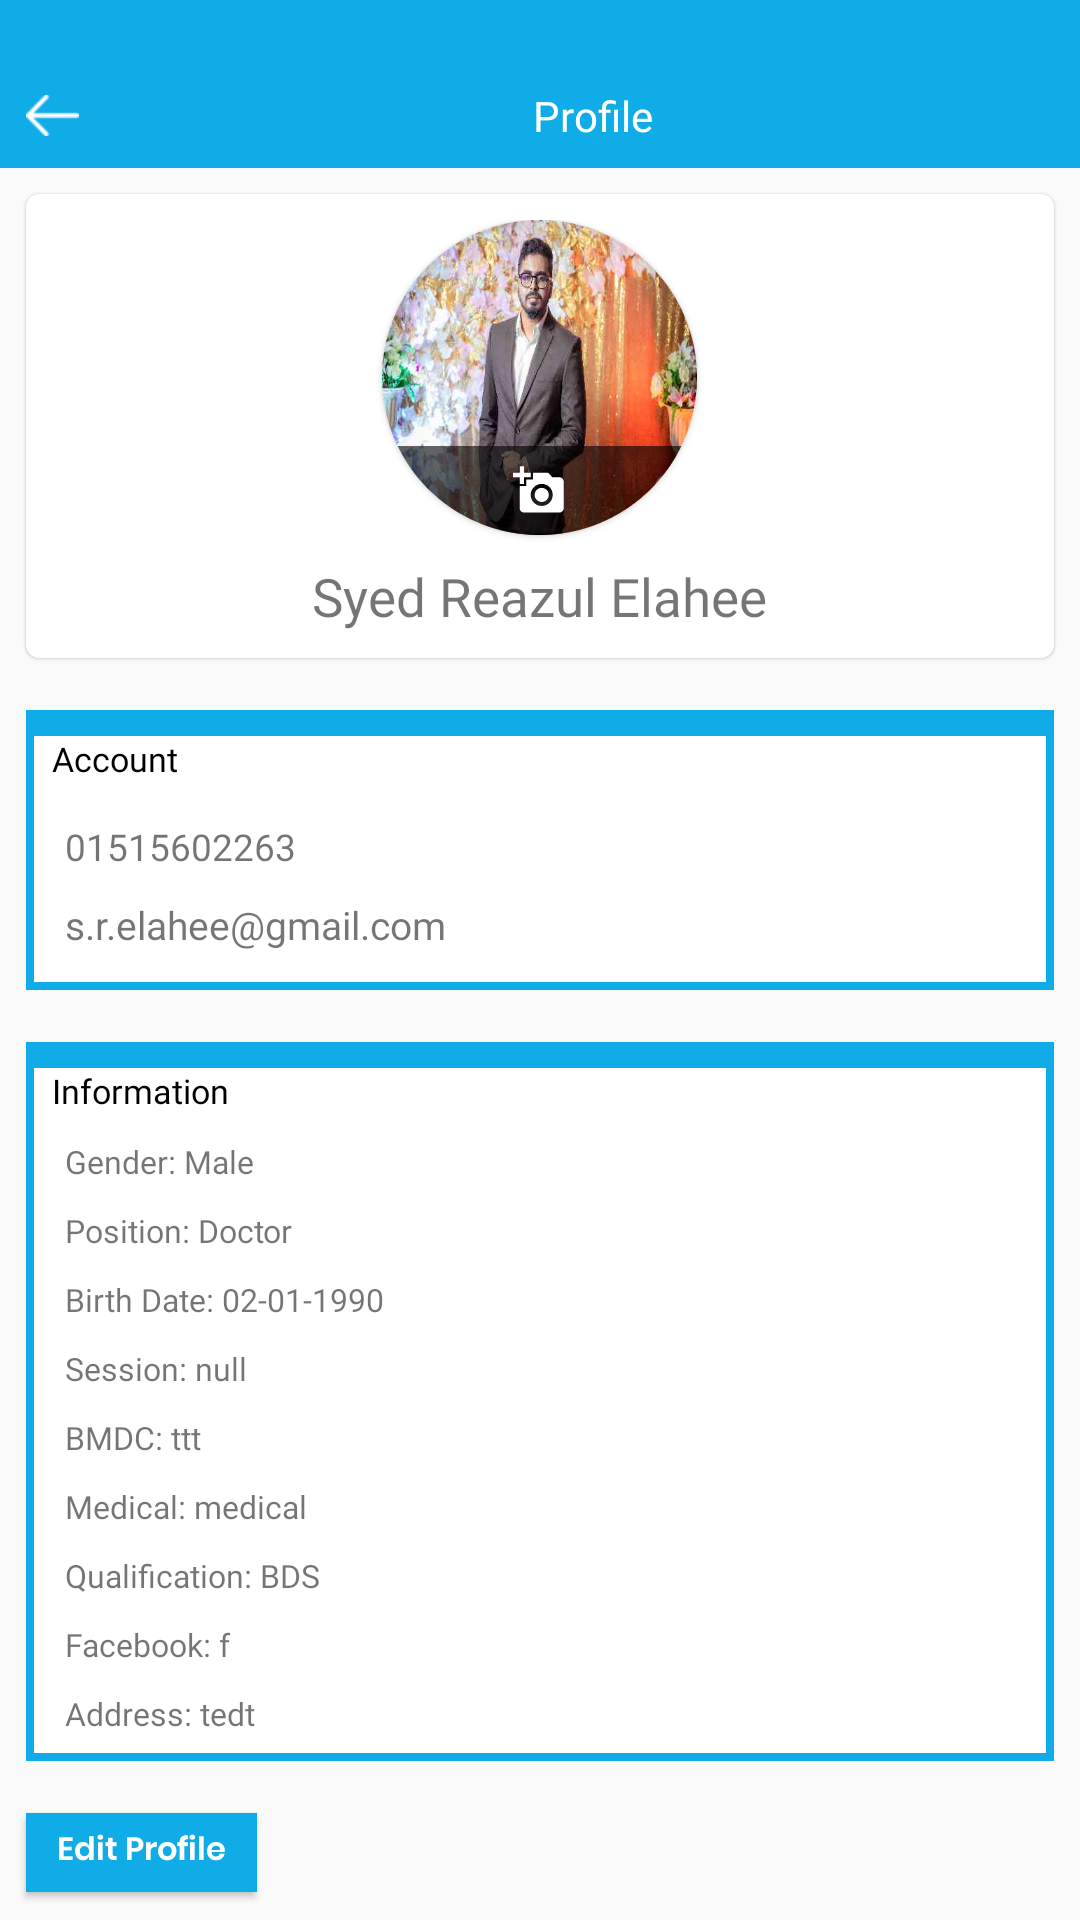 Profile
Syed Reazul Elahee
Account
01515602263
s.r.elahee@gmail.com
Information
Gender: Male
Position: Doctor
Birth Date: 02-01-1990
Session: null
BMDC: ttt
Medical: medical
Qualification: BDS
Facebook: f
Address: tedt
Edit Profile